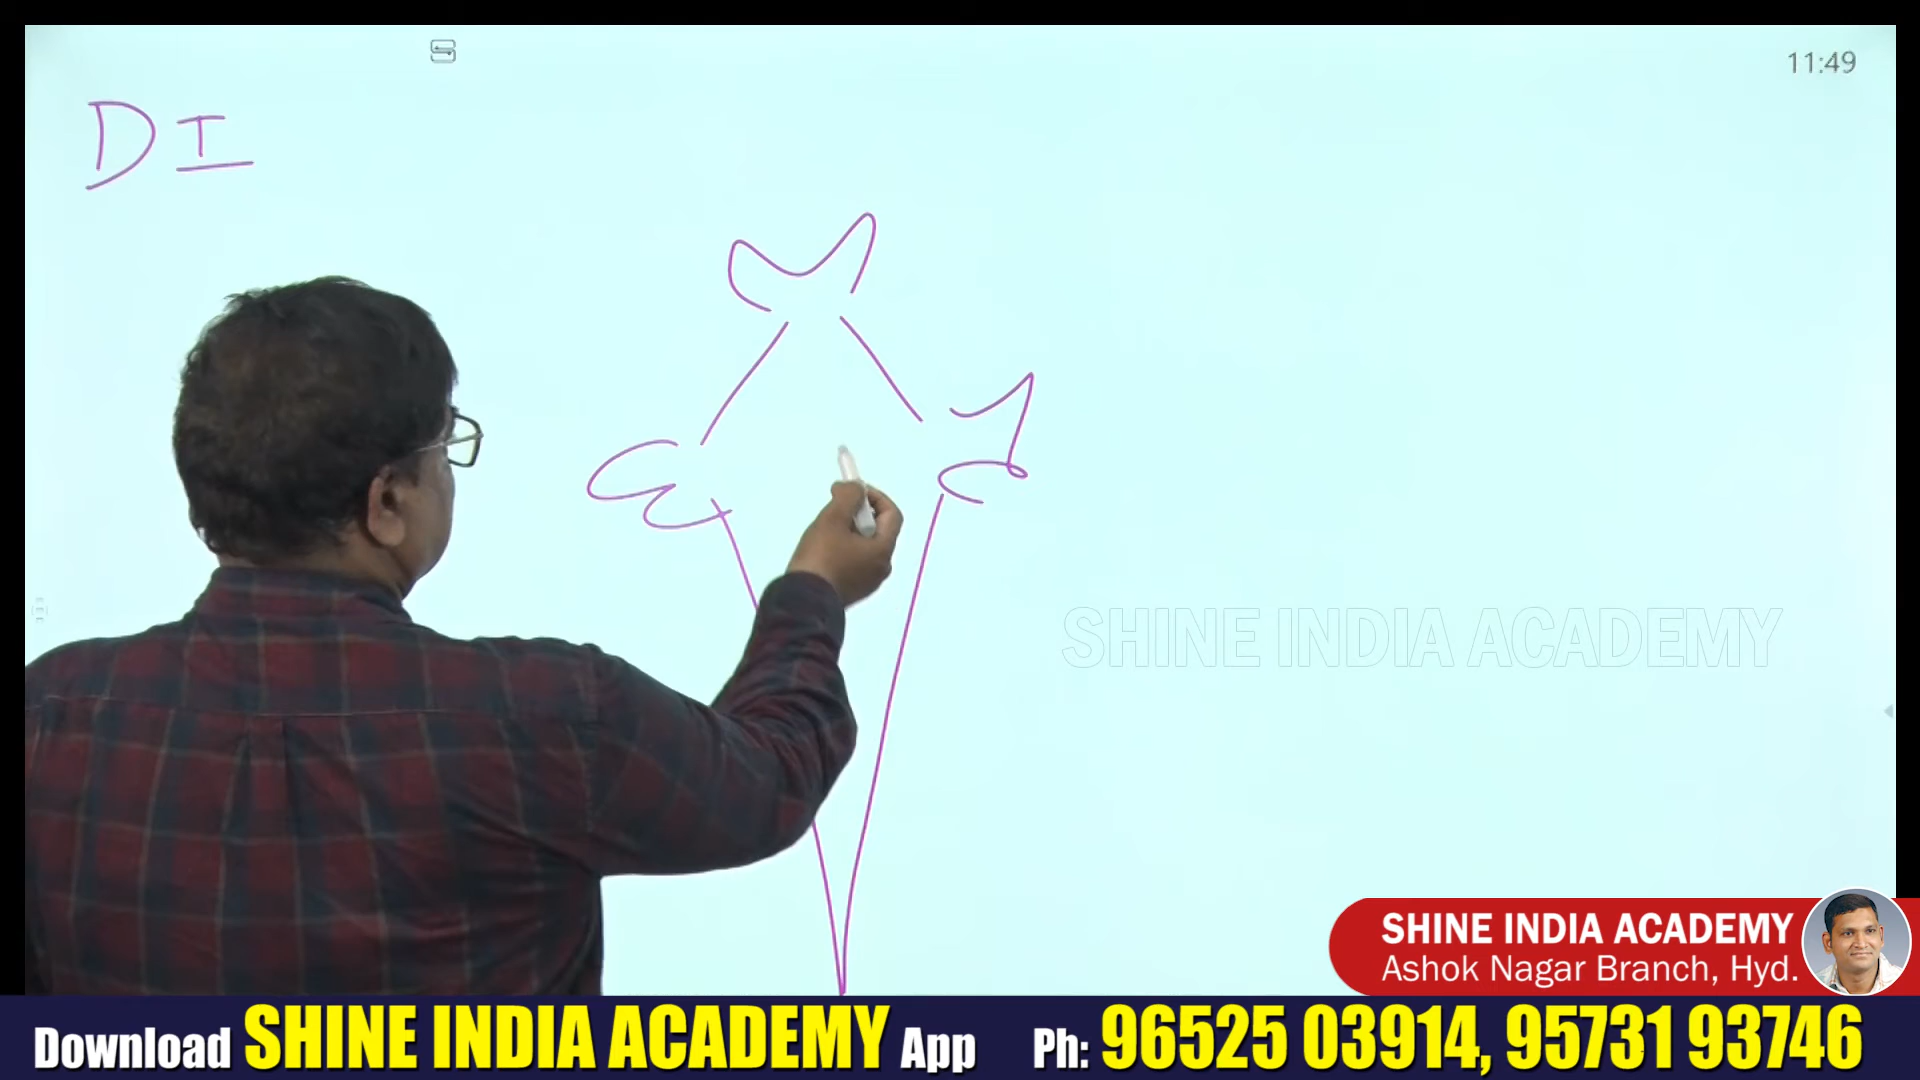 11:49
DI
SHINE INDIA ACADEMY
SHINE INDIA ACADEMY
Ashok Nagar Branch, Hyd.
Download SHINE INDIA ACADEMY App Ph: 96525 03914, 95731 93746